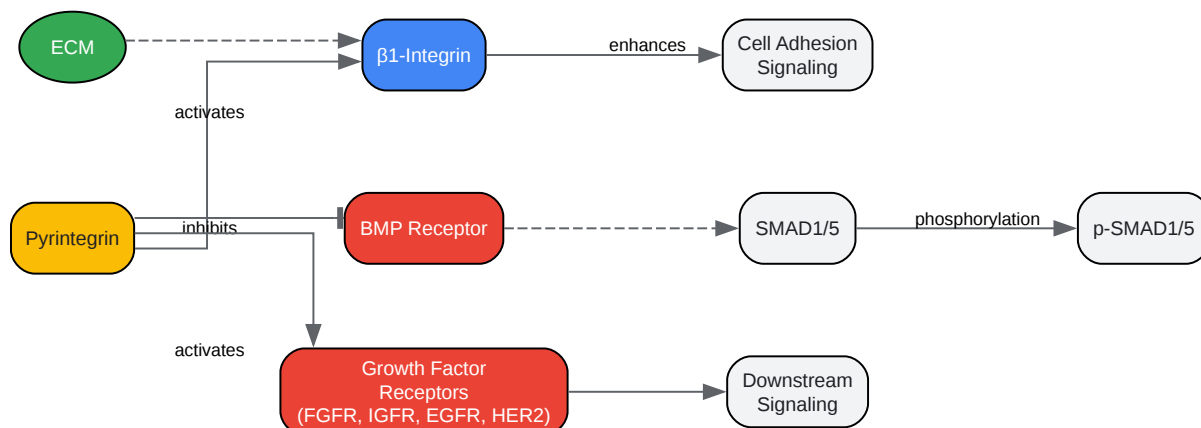 ECM
β1-Integrin
enhances
Cell Adhesion
Signaling
activates
Pyrintegrin
inhibits
BMP Receptor
SMAD1/5
phosphorylation
p-SMAD1/5
activates
Growth Factor
Receptors
(FGFR, IGFR, EGFR, HER2)
Downstream
Signaling